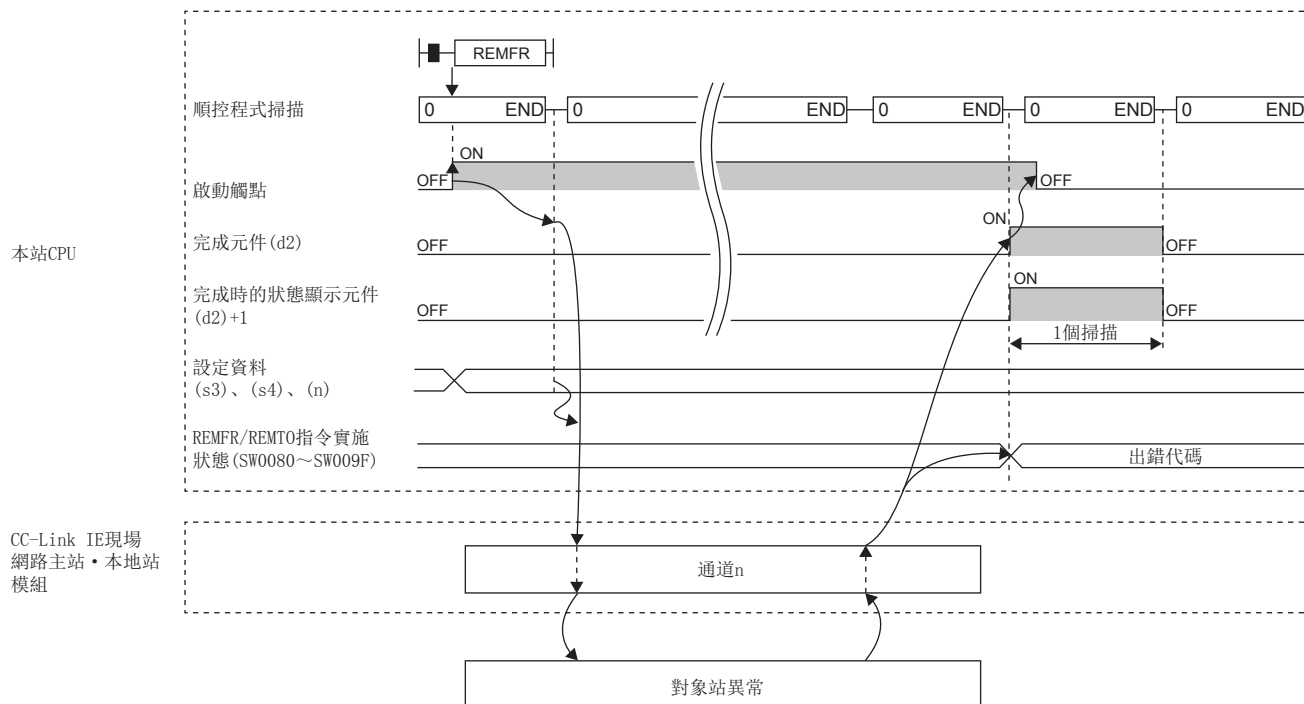 REMFR
順控程式掃描
0 END 0 END 0 END 0 END 0 END
ON
啟動觸點
OFF
OFF
本站CPU
ON
完成元件(d2)
OFF
OFF
ON
完成時的狀態顯示元件
(d2)+1
OFF
OFF
1個掃描
設定資料
(s3)、(s4)、(n)
REMFR/REMTO指令實施
狀態(SW0080～SW009F)
出錯代碼
CC-Link IE現場
網路主站・本地站
模組
通道n
對象站異常